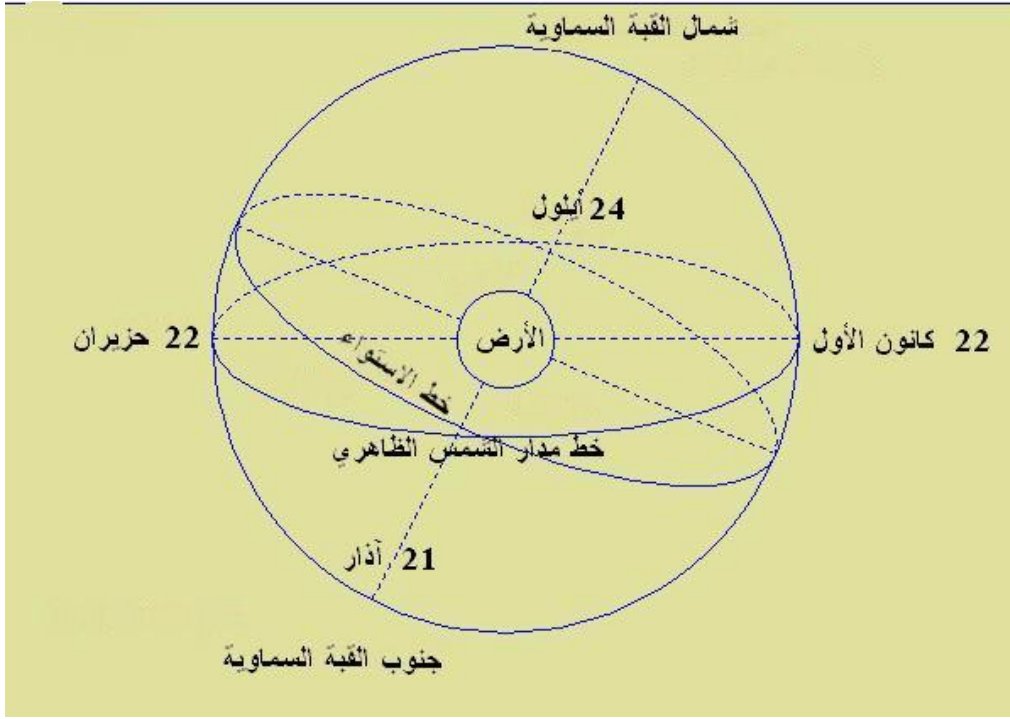 شمال القبة السماوية
24 أيلول
22 حزيران
الأرض
22 كانون الأول
خط الاستواء
خط مدار الشمس الظاهري
21 آذار
جنوب القبة السماوية